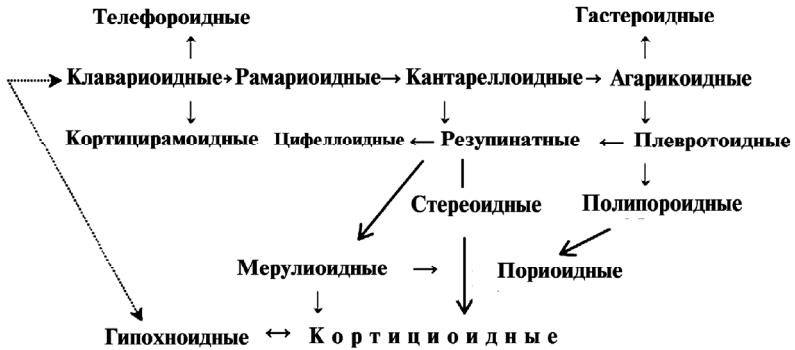 Телефороидные Гастероидные
Клавариоидные Рамариоидные Кантареллоидные Агарикоидные
Кортицирамоидные Цифеллоидные Резупинатные Плевротоидные
Стереоидные Полипороидные
Мерулиоидные Пориоидные
Гипохноидные Кортициоидные